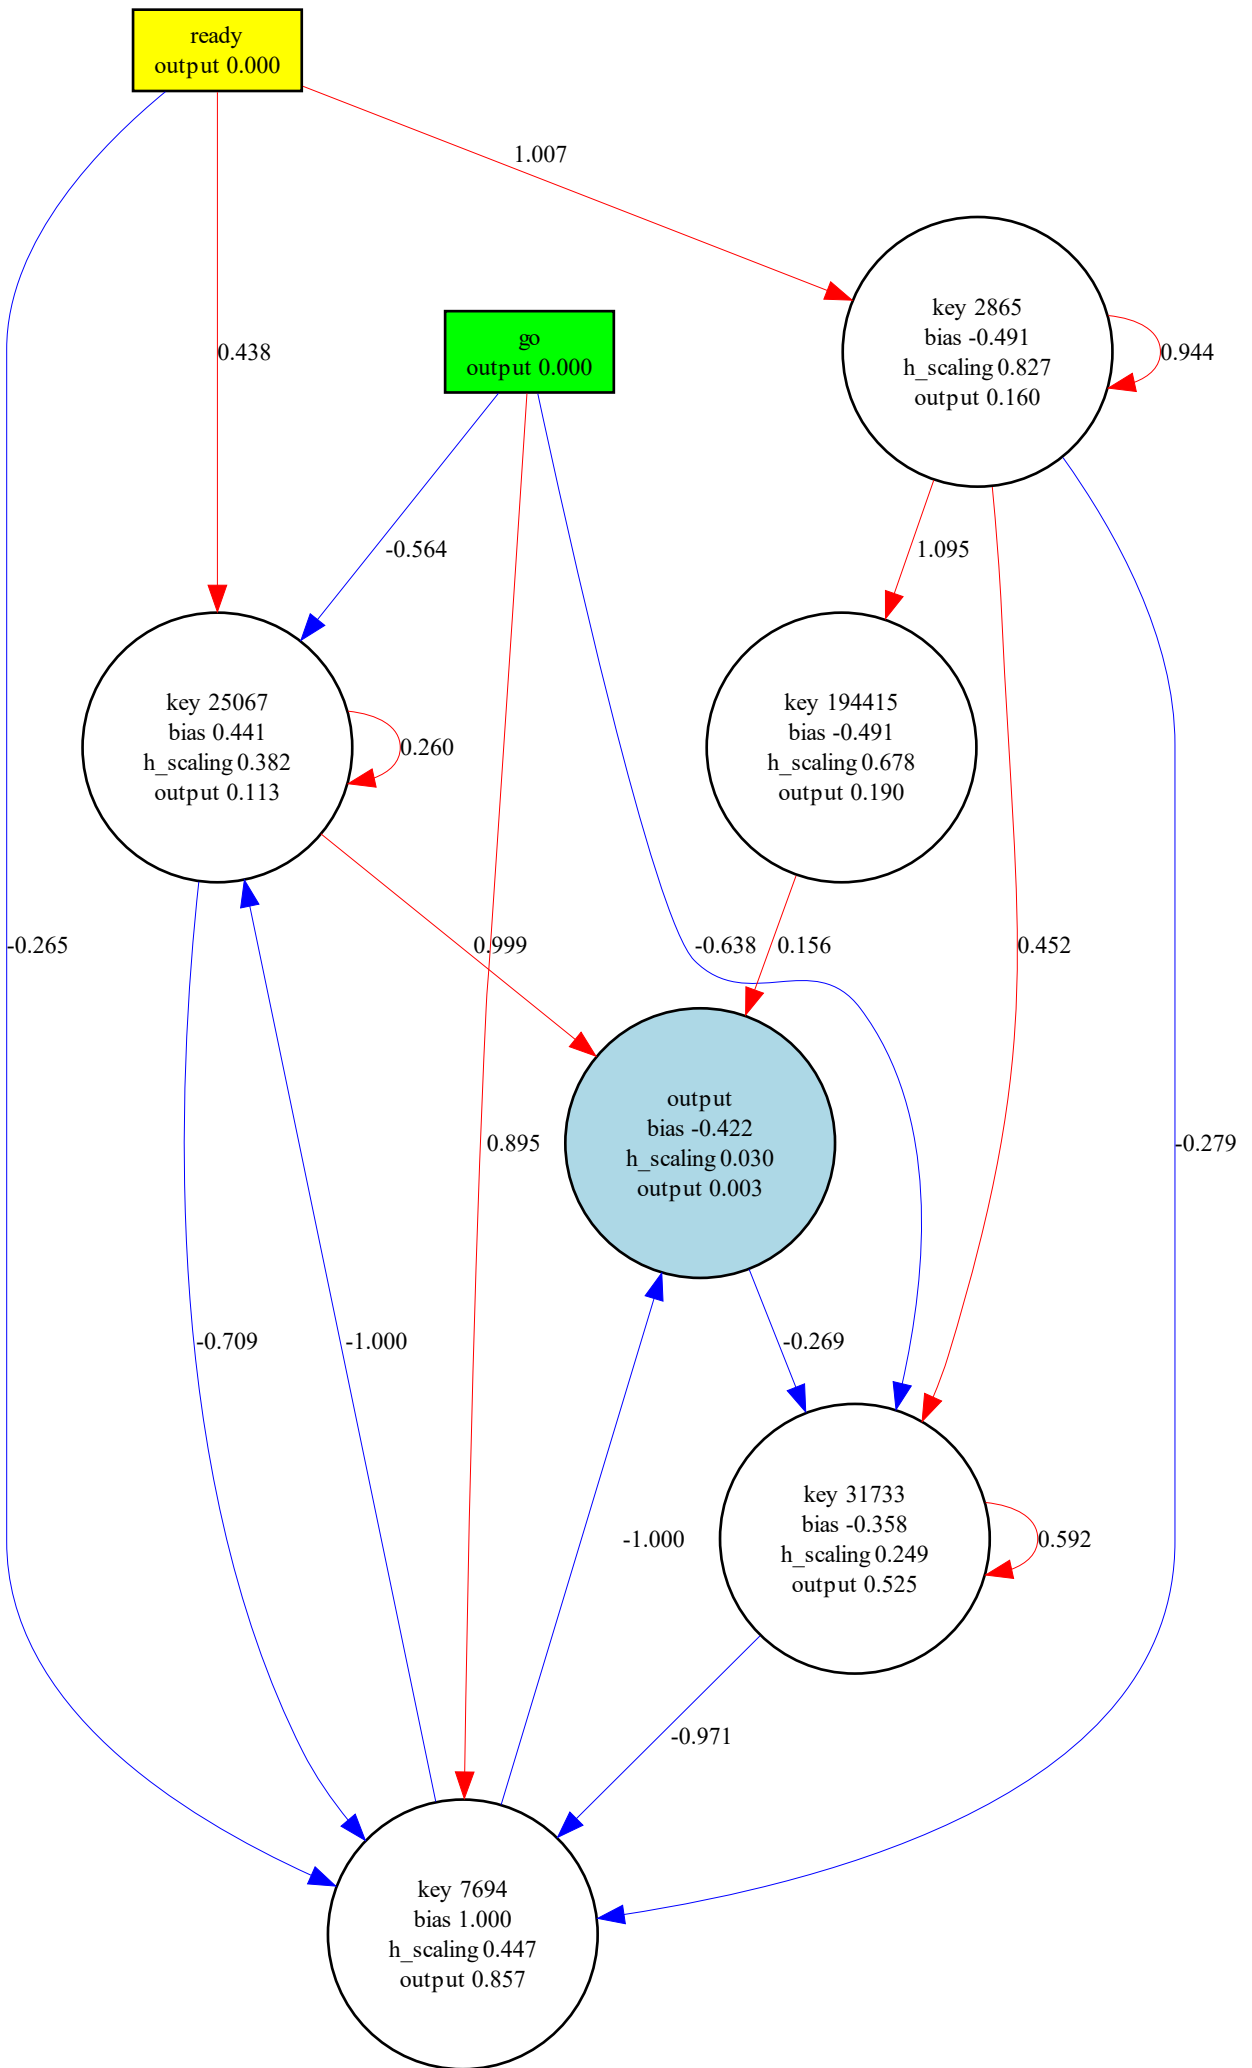 ready
output 0.000
1.007
go
output 0.000
key 2865
bias -0.491
h_scaling 0.827
output 0.160
0.944
0.438
-0.564
1.095
key 25067
bias 0.441
h_scaling 0.382
output 0.113
0.260
key 194415
bias -0.491
h_scaling 0.678
output 0.190
-0.265
0.999
-0.638
0.156
0.452
output
bias -0.422
h_scaling 0.030
output 0.003
0.895
-0.279
-0.709
-1.000
-0.269
key 31733
bias -0.358
h_scaling 0.249
output 0.525
-1.000
0.592
-0.971
key 7694
bias 1.000
h_scaling 0.447
output 0.857